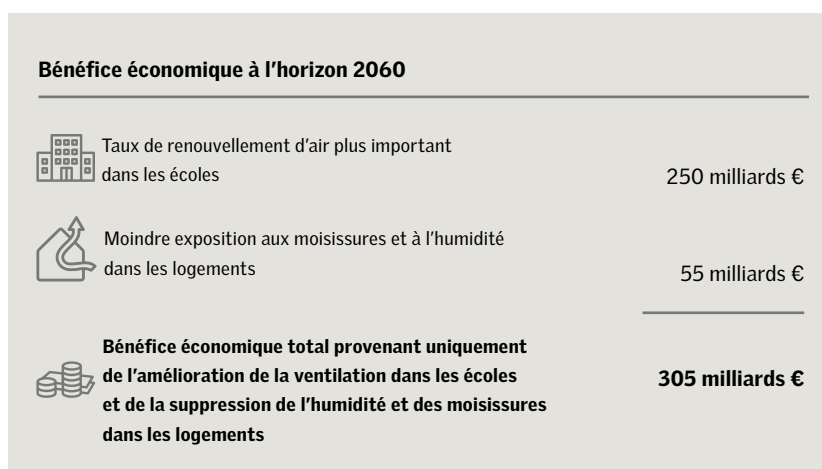 Bénéfice économique à l'horizon 2060
Taux de renouvellement d'air plus important
dans les écoles
250 milliards €
Moindre exposition aux moisissures et à l'humidité
dans les logements
55 milliards €
Bénéfice économique total provenant uniquement
de l'amélioration de la ventilation dans les écoles
et de la suppression de l'humidité et des moisissures
dans les logements
305 milliards €